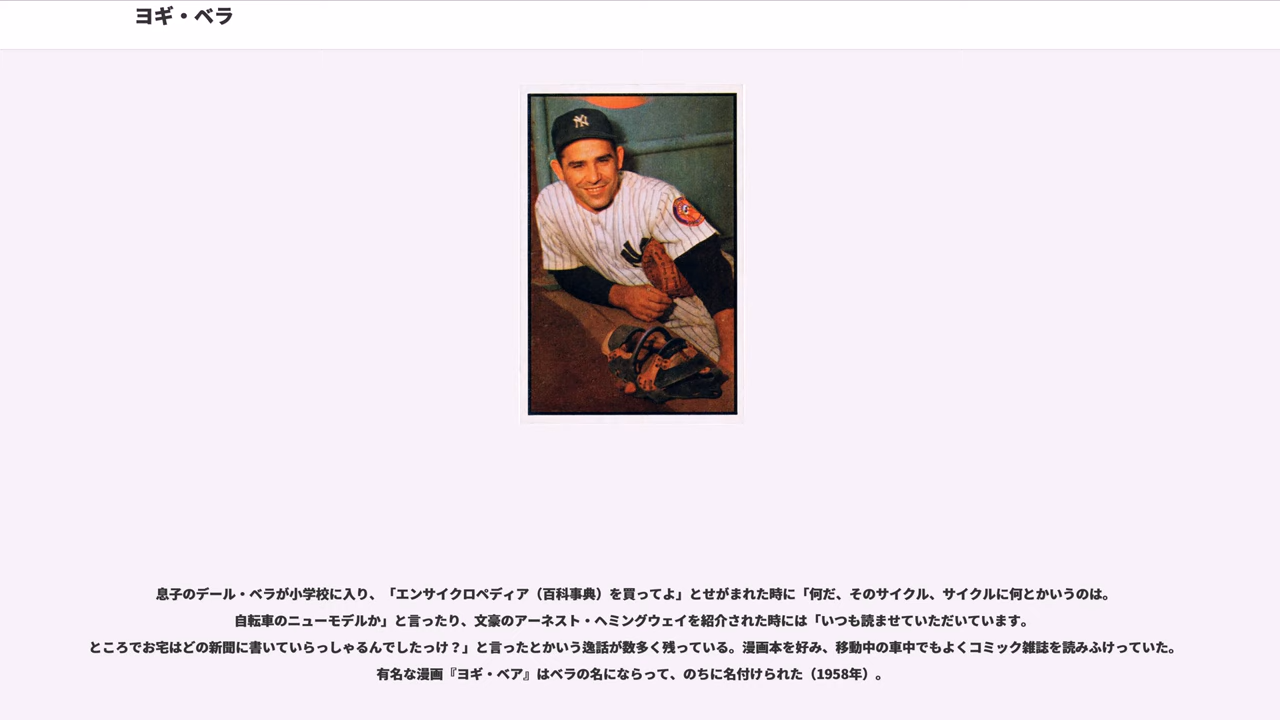 ヨギ・ベラ
息子のデール・ベラが小学校に入り、「エンサイクロペディア（百科事典）を買ってよ」とせがまれた時に「何だ、そのサイクル、サイクルに何とかいうのは。
自転車のニューモデルか」と言ったり、文豪のアーネスト・ヘミングウェイを紹介された時には「いつも読ませていただいています。
ところでお宅はどの新聞に書いていらっしゃるんでしたっけ？」と言ったとかいう逸話が数多く残っている。漫画本を好み、移動中の車中でもよくコミック雑誌を読みふけっていた。
有名な漫画『ヨギ・ベア』はベラの名にならって、のちに名付けられた（1958年）。